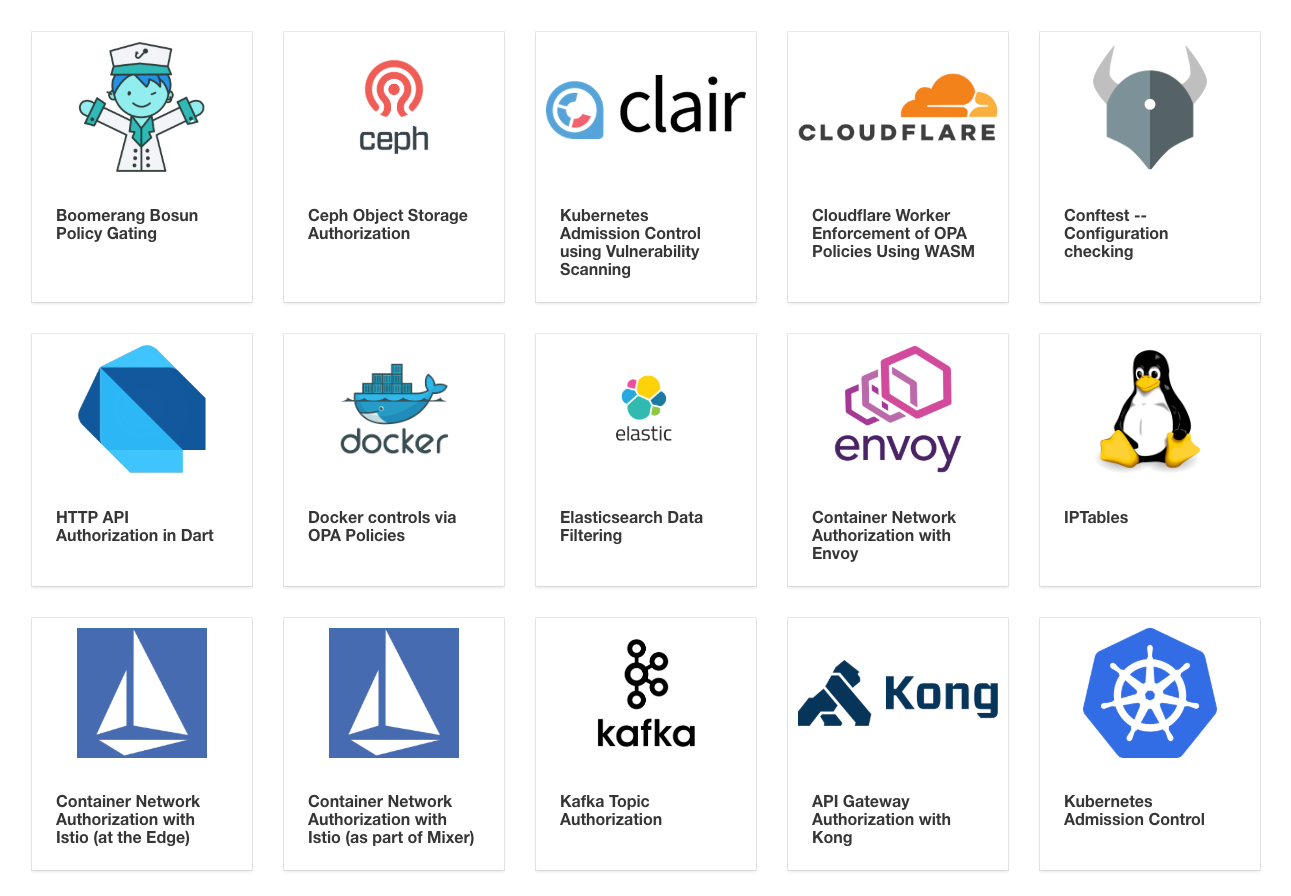 ceph
clair
CLOUDFLARE
Boomerang Bosun
Policy Gating
Ceph Object Storage
Authorization
Kubernetes
Admission Control
using Vulnerability
Scanning
Cloudflare Worker
Enforcement of OPA
Policies Using WASM
Conftest --
Configuration
checking
docker
elastic
envoy
HTTP API
Authorization in Dart
Docker controls via
OPA Policies
Elasticsearch Data
Filtering
Container Network
Authorization with
Envoy
IPTables
kafka
Kong
Container Network
Authorization with
Istio (at the Edge)
Container Network
Authorization with
Istio (as part of Mixer)
Kafka Topic
Authorization
API Gateway
Authorization with
Kong
Kubernetes
Admission Control